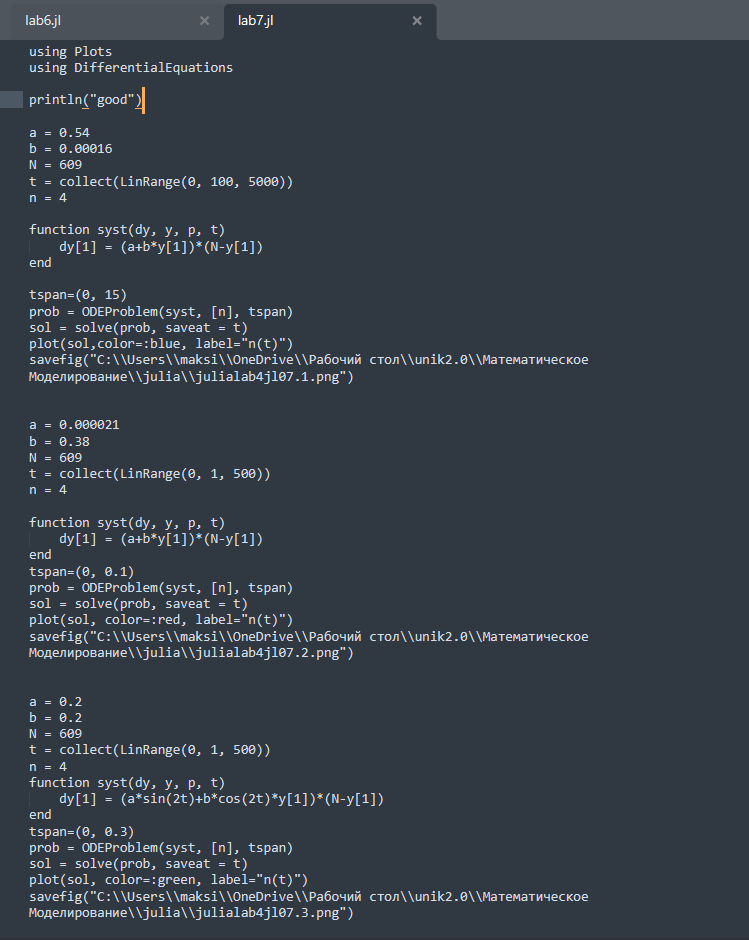 lab6.jl
lab7.jl
using Plots
using DifferentialEquations
println("good")
a = 0.54
b = 0.00016
N = 609
t = collect(LinRange(0, 100, 5000))
n = 4
function syst(dy, y, p, t)
dy[1] = (a+b*y[1])*(N-y[1])
end
tspan=(0, 15)
prob = ODEProblem(syst, [n], tspan)
sol = solve(prob, saveat = t)
plot(sol,color=:blue, label="n(t)")
savefig("C:\\Users\\maksi\\OneDrive\\Рабочий стол\\unik2.0\\Математическое
Моделирование\\julia\\julialab4jl07.1.png")
a = 0.000021
b = 0.38
N = 609
t = collect(LinRange(0, 1, 500))
n = 4
function syst(dy, y, p, t)
dy[1] = (a+b*y[1])*(N-y[1])
end
tspan=(0, 0.1)
prob = ODEProblem(syst, [n], tspan)
sol = solve(prob, saveat = t)
plot(sol, color=:red, label="n(t)")
savefig("C:\\Users\\maksi\\OneDrive\\Рабочий стол\\unik2.0\\Математическое
Моделирование\\julia\\julialab4jl07.2.png")
a = 0.2
b = 0.2
N = 609
t = collect(LinRange(0, 1, 500))
n = 4
function syst(dy, y, p, t)
dy[1] = (a*sin(2t)+b*cos(2t)*y[1])*(N-y[1])
end
tspan=(0, 0.3)
prob = ODEProblem(syst, [n], tspan)
sol = solve(prob, saveat = t)
plot(sol, color=:green, label="n(t)")
savefig("C:\\Users\\maksi\\OneDrive\\Рабочий стол\\unik2.0\\Математическое
Моделирование\\julia\\julialab4jl07.3.png")